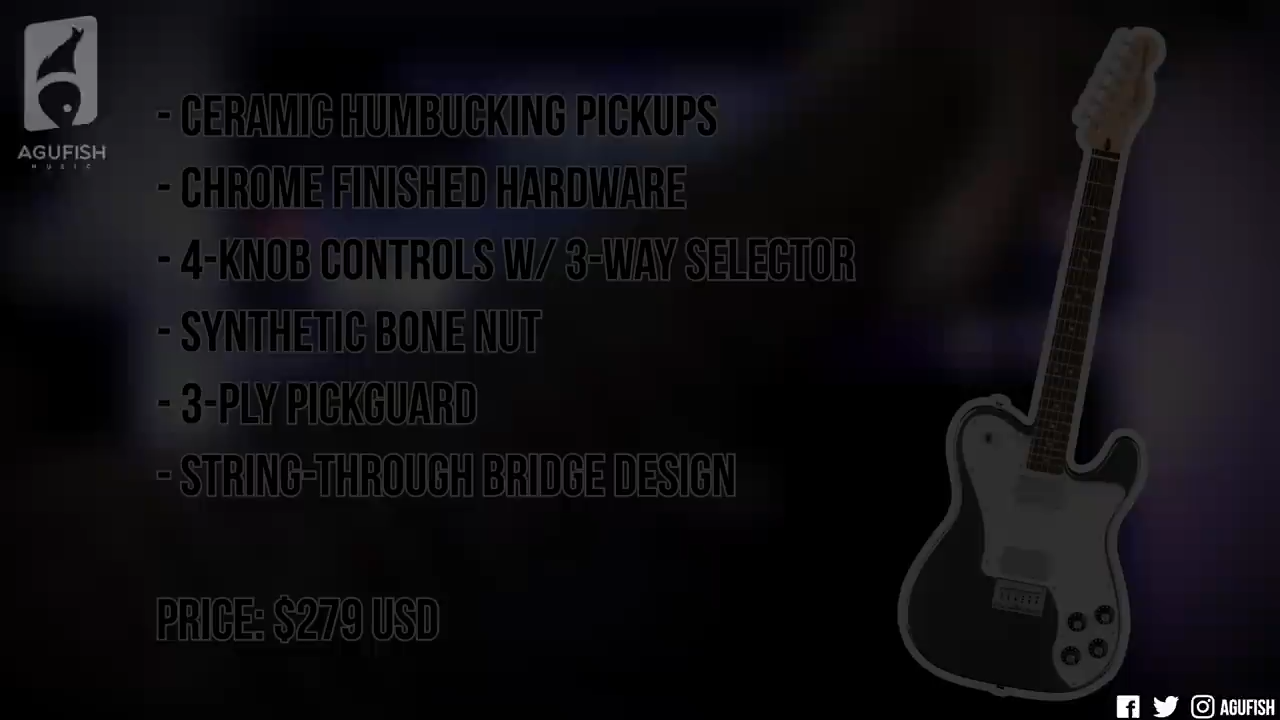 AGUFISH
MUSIC
- CERAMIC HUMBUCKING PICKUPS
- CHROME FINISHED HARDWARE
- 4-KNOB CONTROLS W/ 3-WAY SELECTOR
- SYNTHETIC BONE NUT
- 3-PLY PICKGUARD
- STRING-THROUGH BRIDGE DESIGN
PRICE: $279 USD
AGUFISH